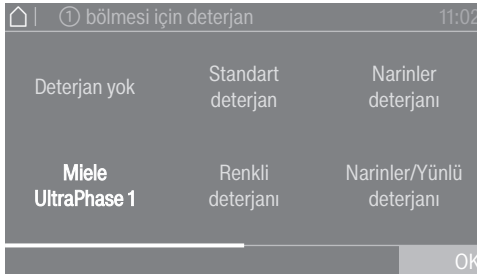 ① bölmesi için deterjan 11:02
Deterjan yok
Standart
deterjan
Narinler
deterjanı
Miele
UltraPhase 1
Renkli
deterjanı
Narinler/Yünlü
deterjanı
OK